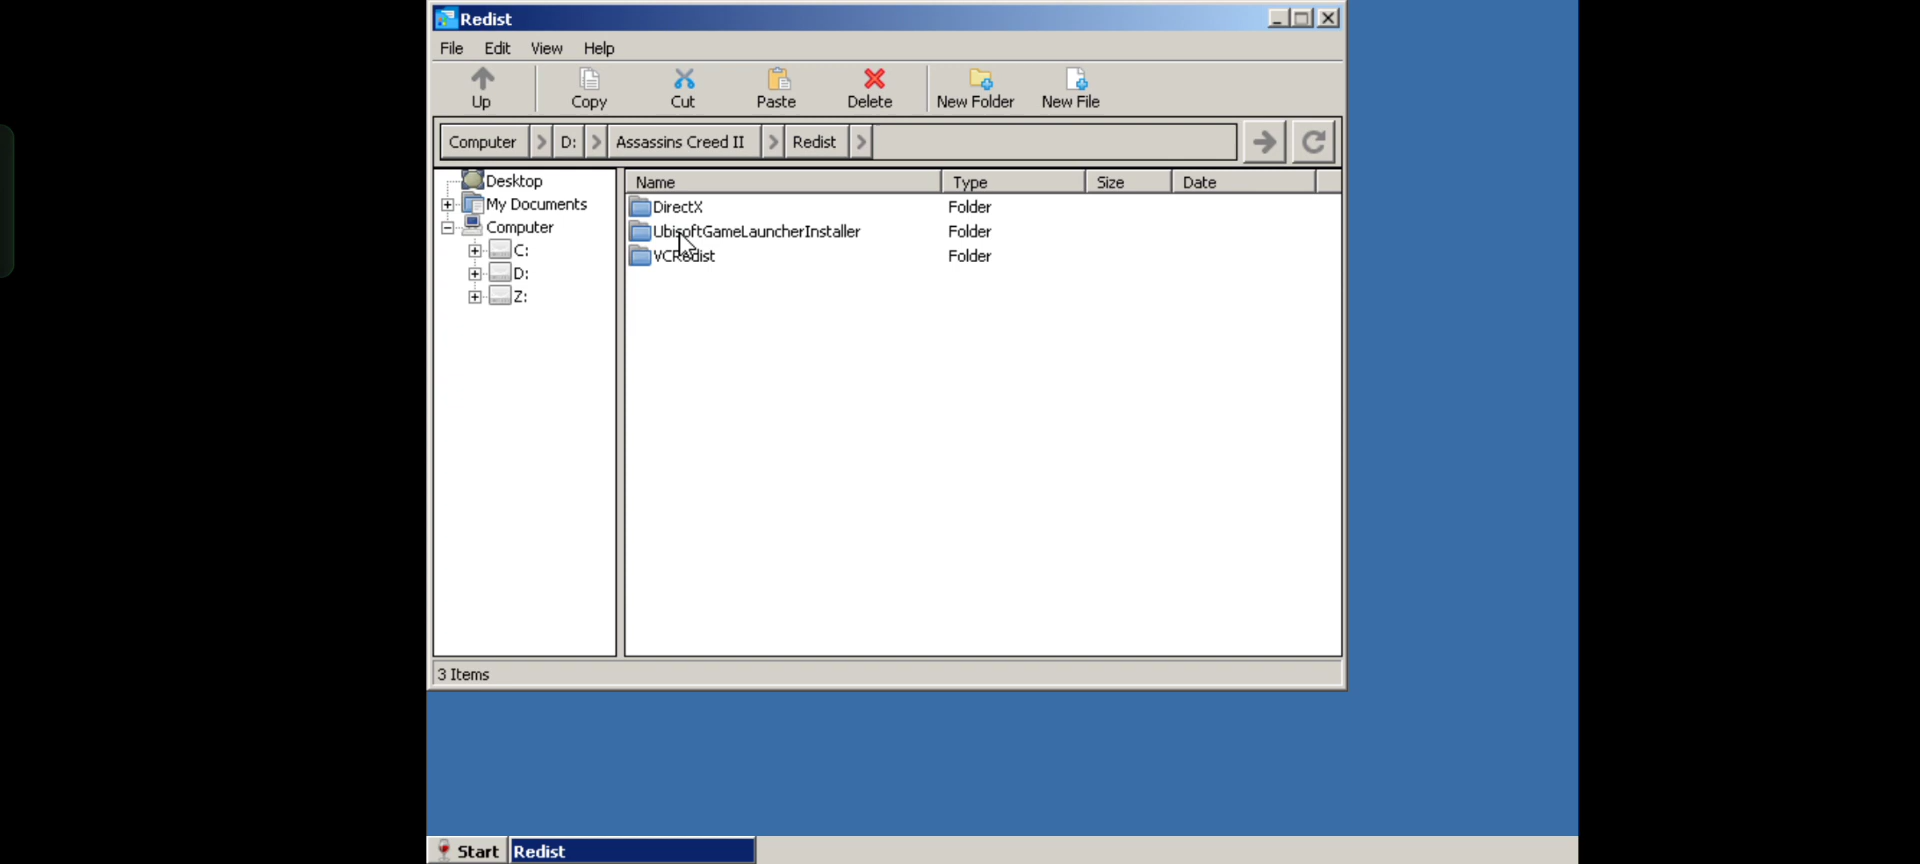 Redist
File Edit View Help
Up Copy Cut Paste Delete New Folder New File
Computer D: Assassins Creed II Redist
Desktop
My Documents
Computer
C:
D:
Z:
Name Type Size Date
DirectX Folder
UbisoftGameLauncherInstaller Folder
VCRedist Folder
3 Items
Start Redist